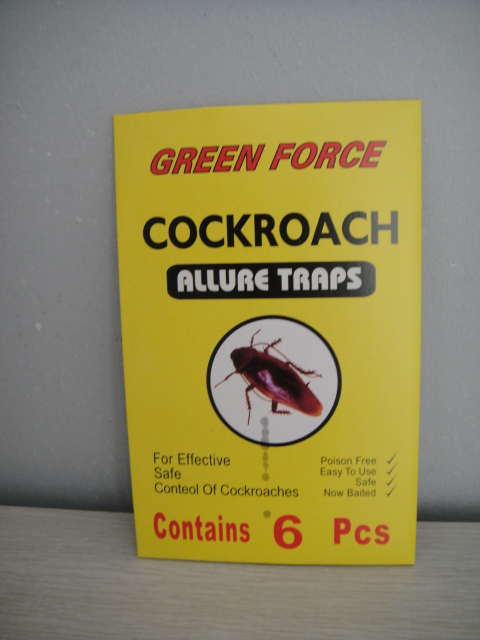 GREEN FORCE
COCKROACH
ALLURE TRAPS
For Effective
Safe
Conteol Of Cockroaches
Poison Free ✓
Easy To Use ✓
Safe ✓
Now Baited ✓
Contains 6 Pcs